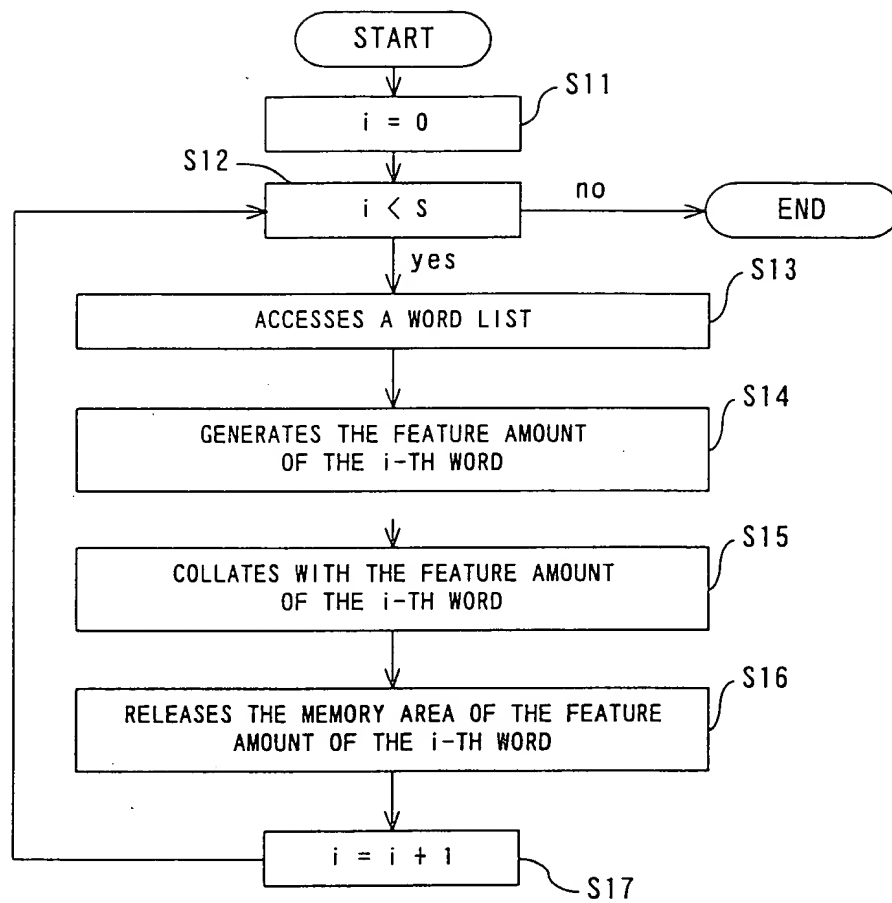 START
S11
i = 0
S12
i < S
no
END
yes
S13
ACCESSES A WORD LIST
S14
GENERATES THE FEATURE AMOUNT
OF THE i-TH WORD
S15
COLLATES WITH THE FEATURE AMOUNT
OF THE i-TH WORD
S16
RELEASES THE MEMORY AREA OF THE FEATURE
AMOUNT OF THE i-TH WORD
i = i + 1
S17